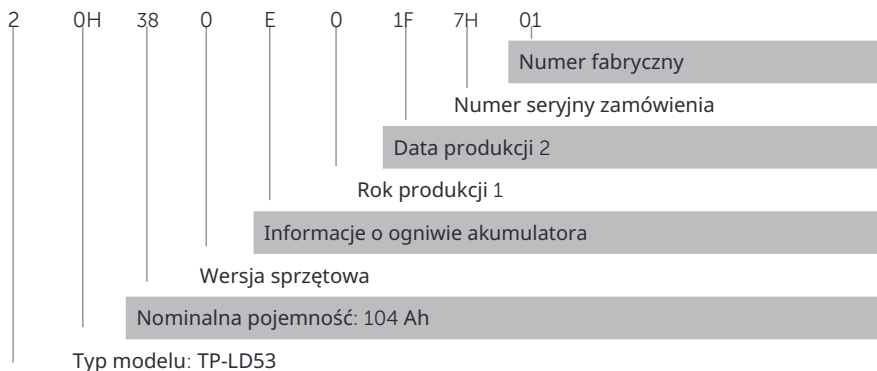 2 0H 38 0 E 0 1F 7H 01
Numer fabryczny
Numer seryjny zamówienia
Data produkcji 2
Rok produkcji 1
Informacje o ogniwie akumulatora
Wersja sprzętowa
Nominalna pojemność: 104 Ah
Typ modelu: TP-LD53